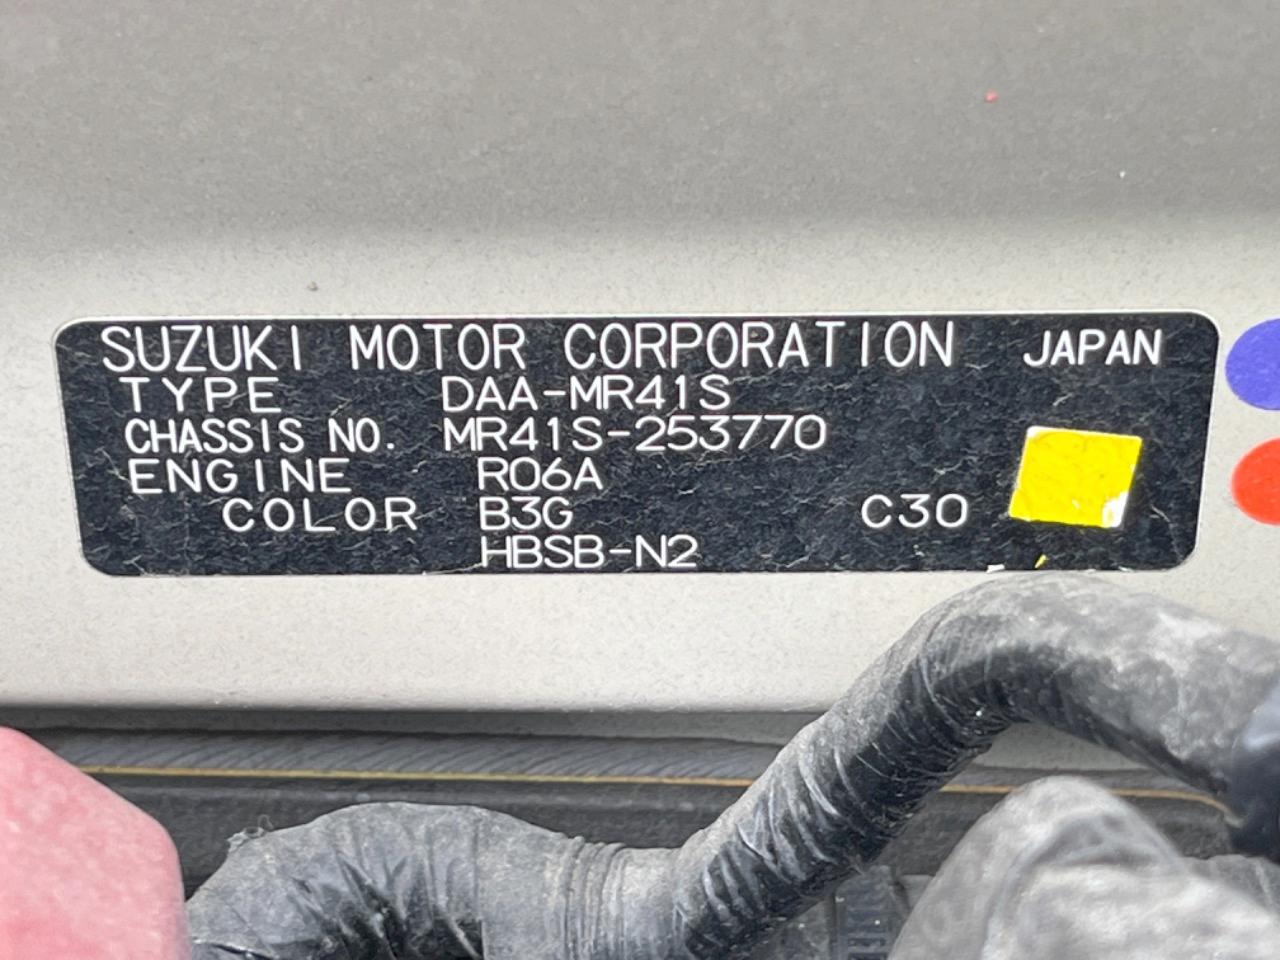 SUZUKI MOTOR CORPORATION JAPAN
TYPE DAA-MR41S
CHASSIS NO. MR41S-253770
ENGINE R06A
COLOR B3G C30
HBSB-N2